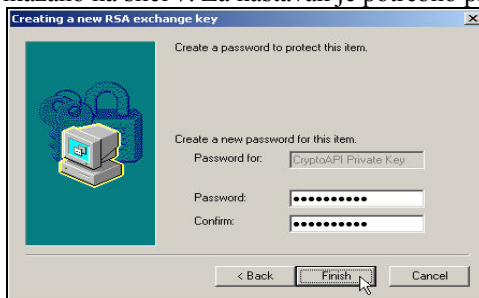 Creating a new RSA exchange key
Create a password to protect this item.
Create a new password for this item.
Password for: CryptoAPI Private Key
Password: ●●●●●●●●●●
Confirm: ●●●●●●●●●●
< Back Finish Cancel